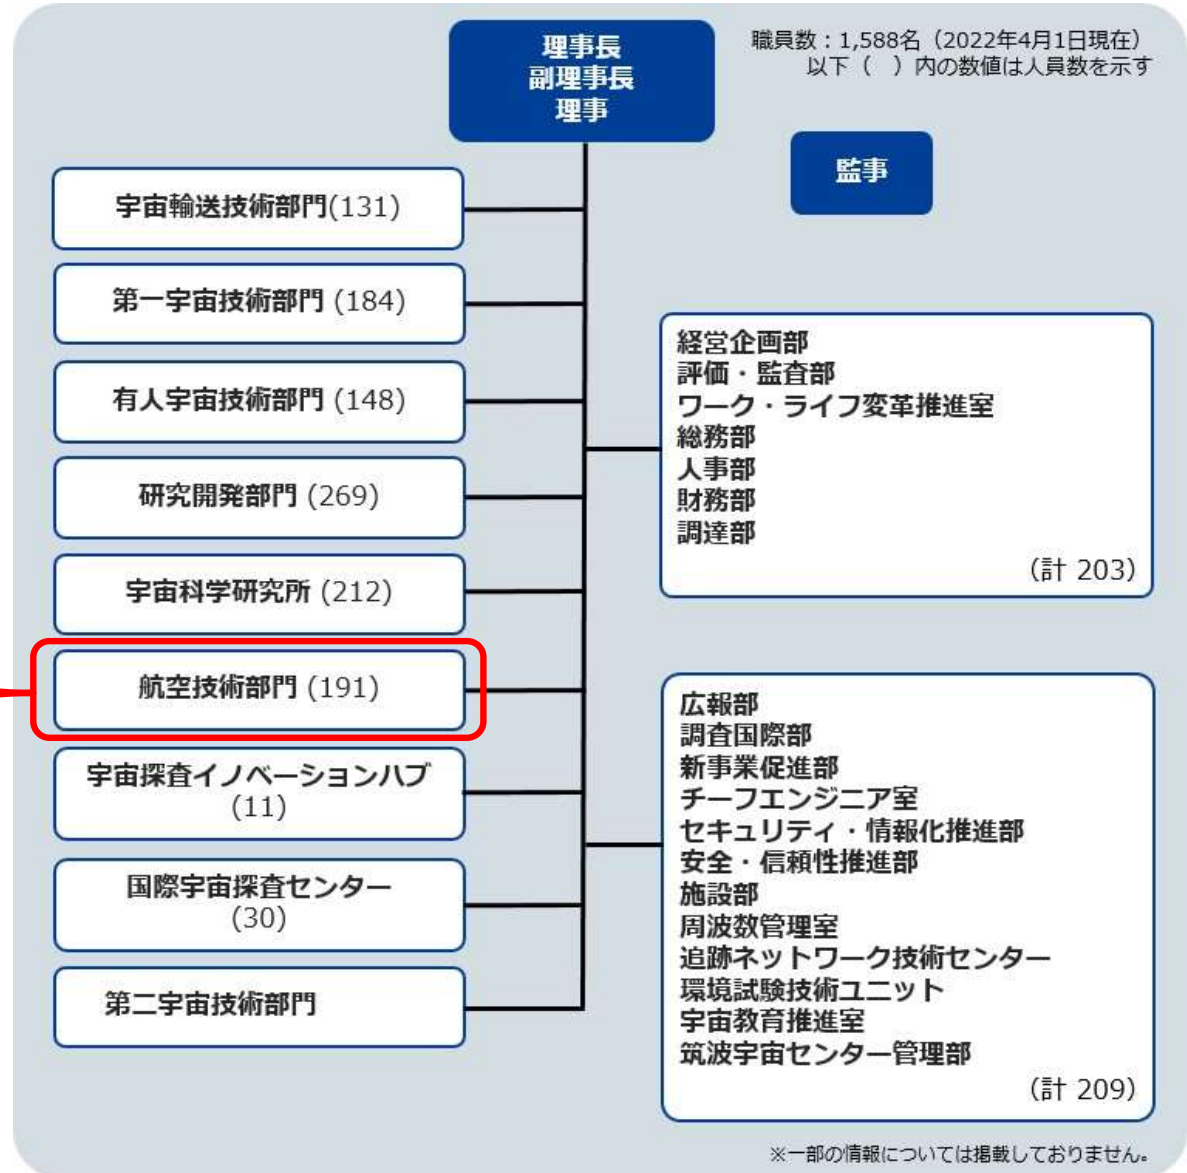 理事長
副理事長
理事
職員数：1,588名（2022年4月1日現在）
以下（　）内の数値は人員数を示す
監事
宇宙輸送技術部門(131)
第一宇宙技術部門 (184)
有人宇宙技術部門 (148)
研究開発部門 (269)
宇宙科学研究所 (212)
航空技術部門 (191)
宇宙探査イノベーションハブ
(11)
国際宇宙探査センター
(30)
第二宇宙技術部門
経営企画部
評価・監査部
ワーク・ライフ変革推進室
総務部
人事部
財務部
調達部
（計 203）
広報部
調査国際部
新事業促進部
チーフエンジニア室
セキュリティ・情報化推進部
安全・信頼性推進部
施設部
周波数管理室
追跡ネットワーク技術センター
環境試験技術ユニット
宇宙教育推進室
筑波宇宙センター管理部
（計 209）
※一部の情報については掲載しておりません。